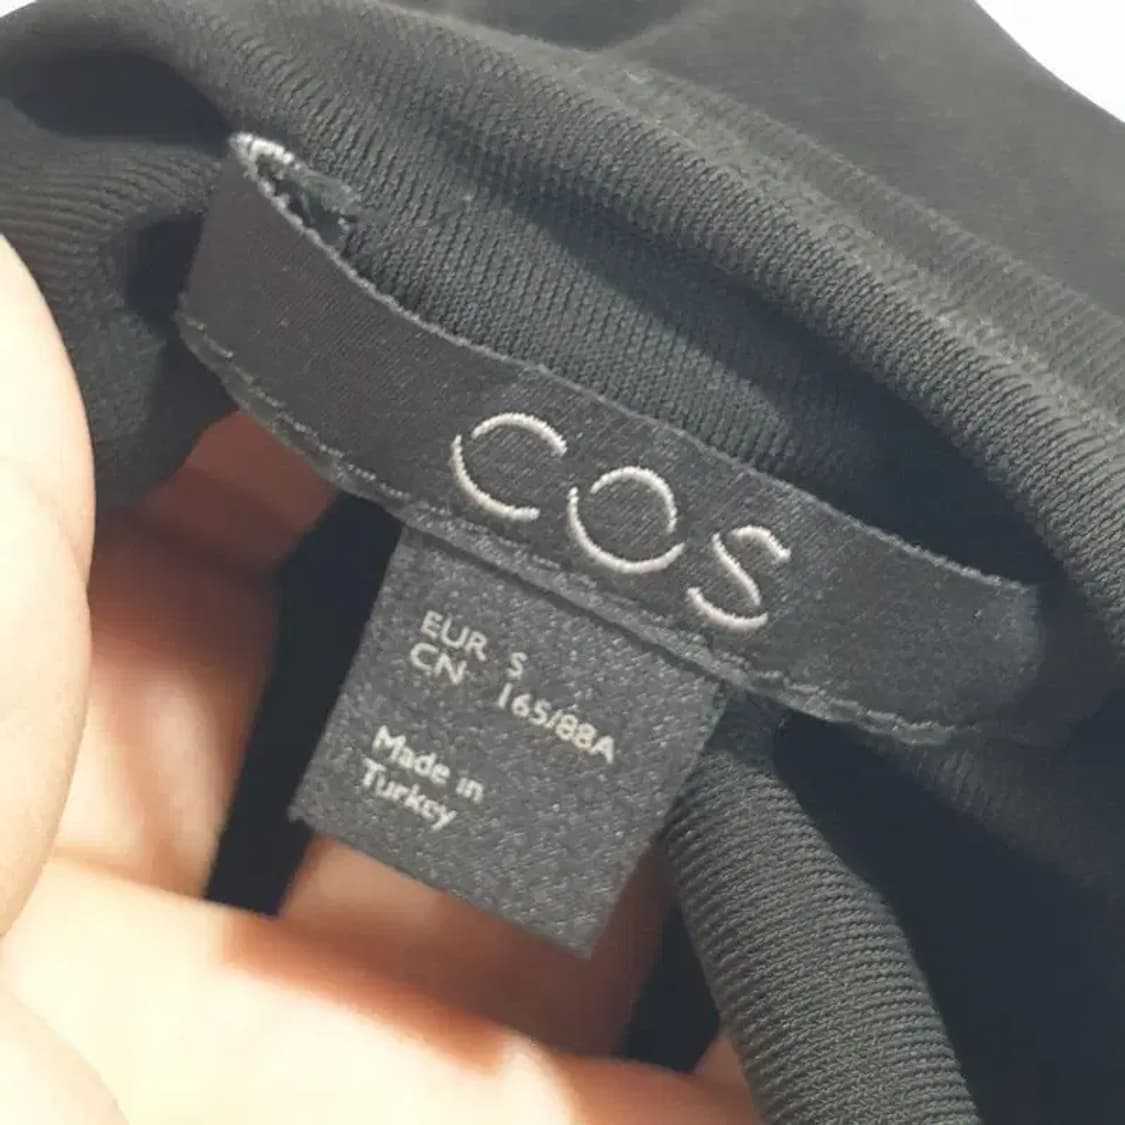 COS
EUR S
CN 165/88A
Made in
Turkey